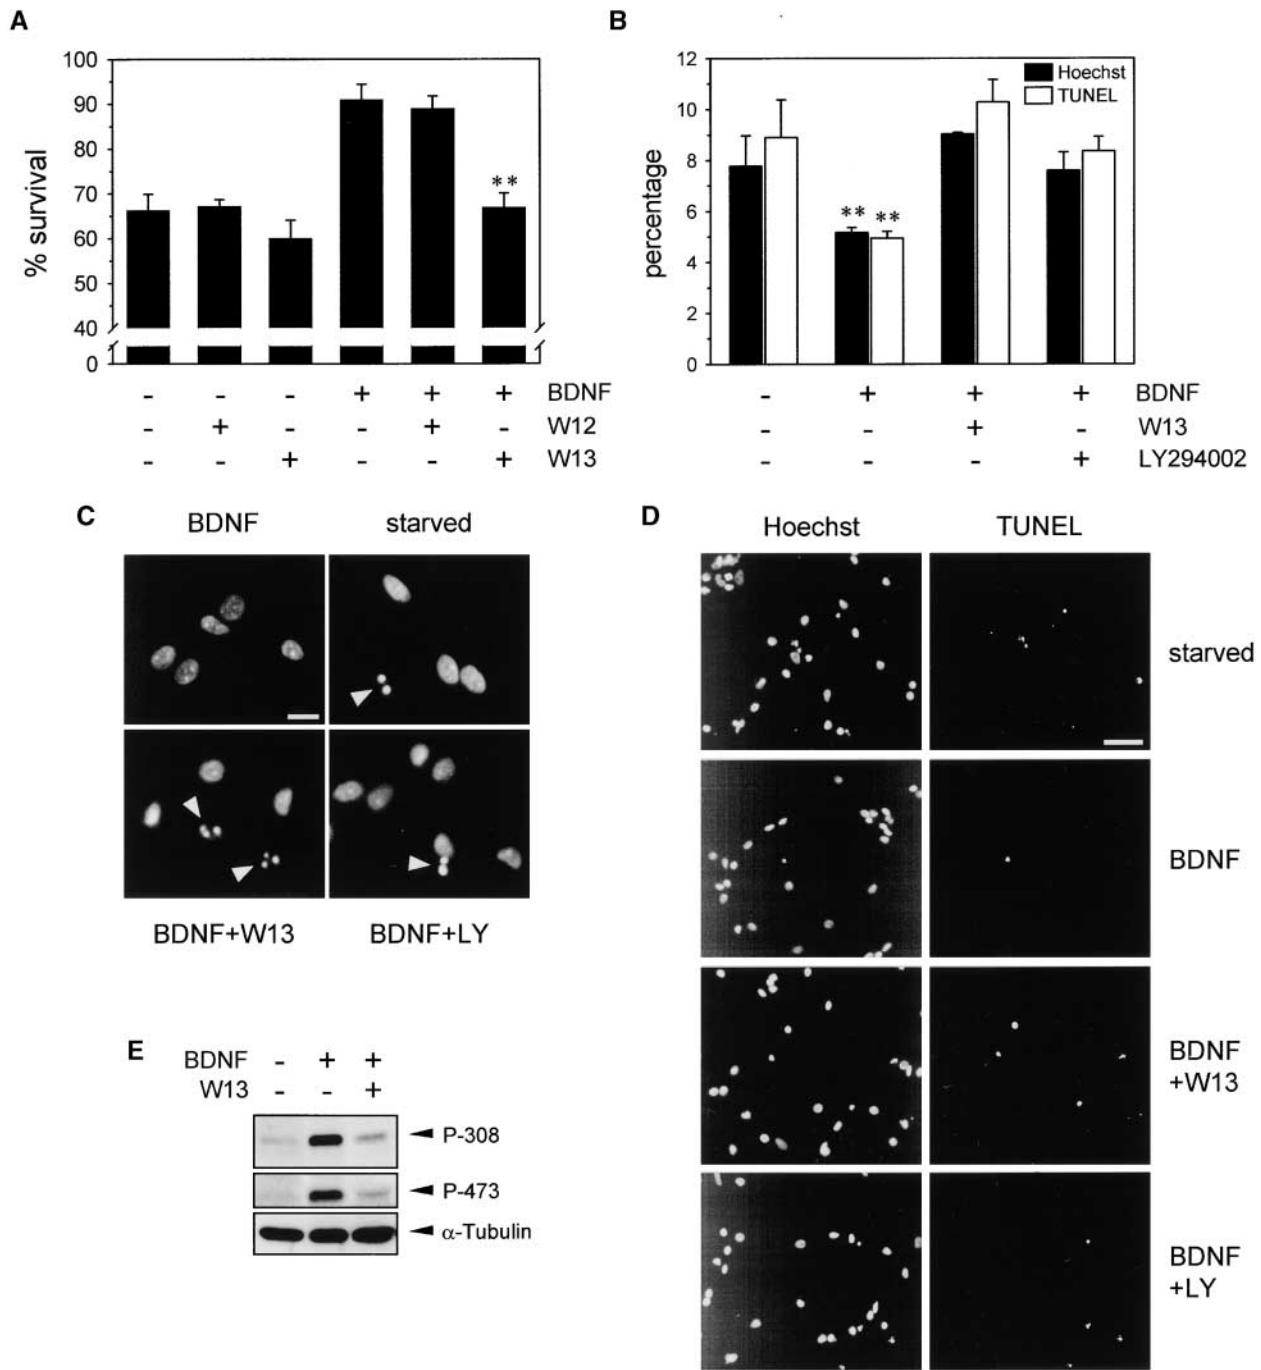 A
% survival
100
90
80
70
60
50
40
0
**
- - - + + + BDNF
- + - - + - W12
- - + - - + W13
B
percentage
12
10
8
6
4
2
0
Hoechst
TUNEL
** **
- + + + BDNF
- - + - W13
- - - + LY294002
C
BDNF starved
BDNF+W13 BDNF+LY
D
Hoechst TUNEL
starved
BDNF
BDNF
+W13
BDNF
+LY
E
BDNF - + +
W13 - - +
P-308
P-473
α-Tubulin